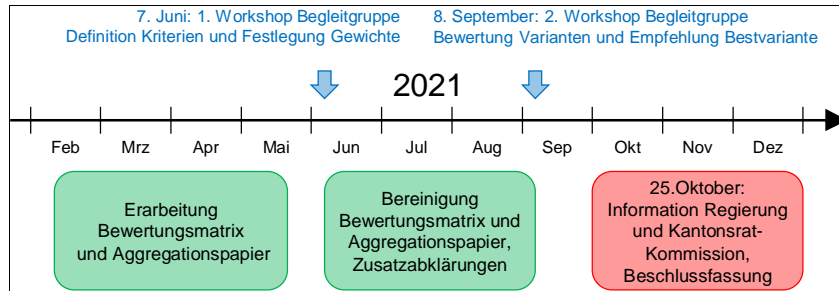 7. Juni: 1. Workshop Begleitgruppe
Definition Kriterien und Festlegung Gewichte
8. September: 2. Workshop Begleitgruppe
Bewertung Varianten und Empfehlung Bestvariante
2021
Feb Mrz Apr Mai Jun Jul Aug Sep Okt Nov Dez
Erarbeitung
Bewertungsmatrix
und Aggregationspapier
Bereinigung
Bewertungsmatrix und
Aggregationspapier,
Zusatzabklärungen
25.Oktober:
Information Regierung
und Kantonsrat-
Kommission,
Beschlussfassung